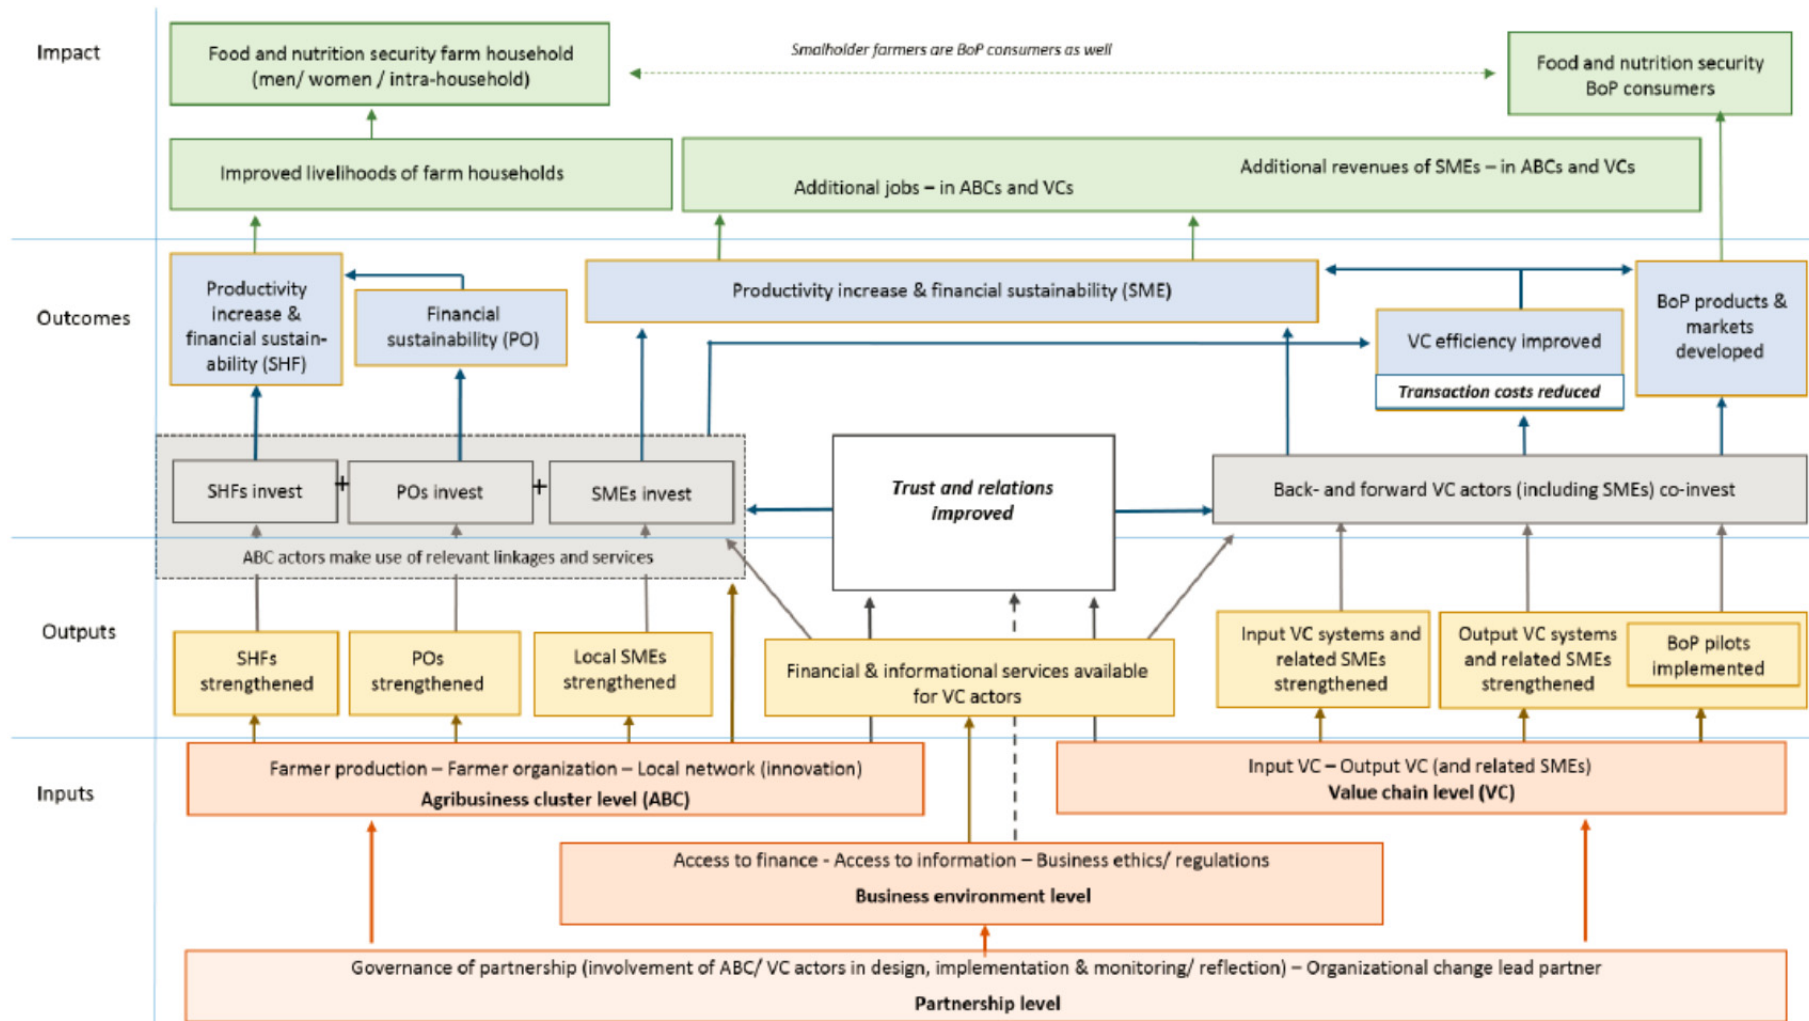 Impact
Food and nutrition security farm household
(men/ women / intra-household)
Smalholder farmers are BoP consumers as well
Food and nutrition security
BoP consumers
Improved livelihoods of farm households
Additional jobs – in ABCs and VCs
Additional revenues of SMEs – in ABCs and VCs
Outcomes
Productivity
increase &
financial sustain-
ability (SHF)
Financial
sustainability (PO)
Productivity increase & financial sustainability (SME)
VC efficiency improved
Transaction costs reduced
BoP products &
markets
developed
SHFs invest
+
POs invest
+
SMEs invest
ABC actors make use of relevant linkages and services
Trust and relations
improved
Back- and forward VC actors (including SMEs) co-invest
Outputs
SHFs
strengthened
POs
strengthened
Local SMEs
strengthened
Financial & informational services available
for VC actors
Input VC systems and
related SMEs
strengthened
Output VC systems
and related SMEs
strengthened
BoP pilots
implemented
Inputs
Farmer production – Farmer organization – Local network (innovation)
Agribusiness cluster level (ABC)
Input VC – Output VC (and related SMEs)
Value chain level (VC)
Access to finance - Access to information – Business ethics/ regulations
Business environment level
Governance of partnership (involvement of ABC/ VC actors in design, implementation & monitoring/ reflection) – Organizational change lead partner
Partnership level